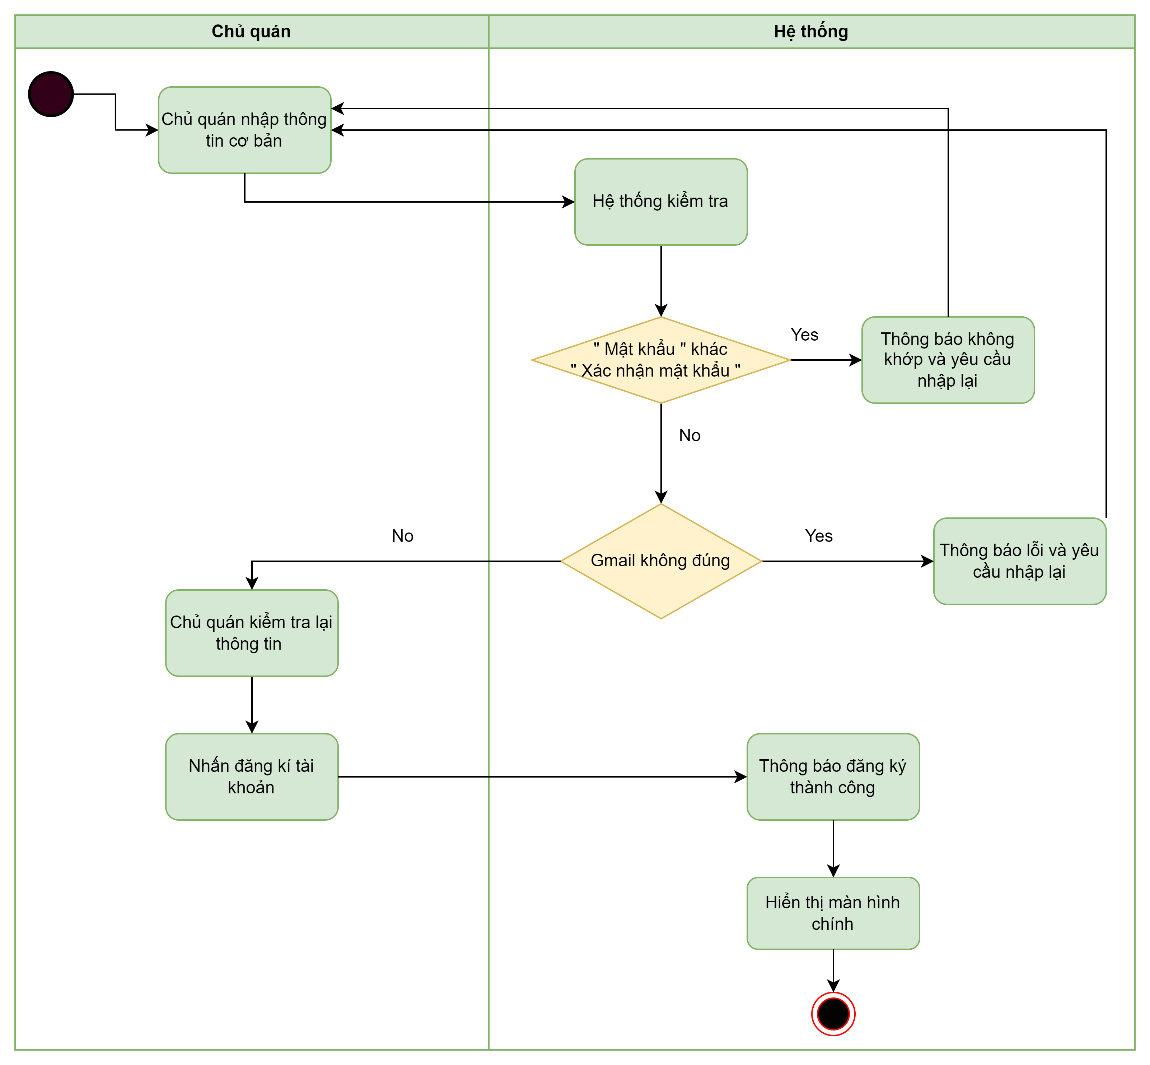 Chủ quán
Hệ thống
Chủ quán nhập thông
tin cơ bản
Hệ thống kiểm tra
" Mật khẩu " khác
" Xác nhận mật khẩu "
Yes
Thông báo không
khớp và yêu cầu
nhập lại
No
Gmail không đúng
No
Yes
Thông báo lỗi và yêu
cầu nhập lại
Chủ quán kiểm tra lại
thông tin
Nhấn đăng kí tài
khoản
Thông báo đăng ký
thành công
Hiển thị màn hình
chính